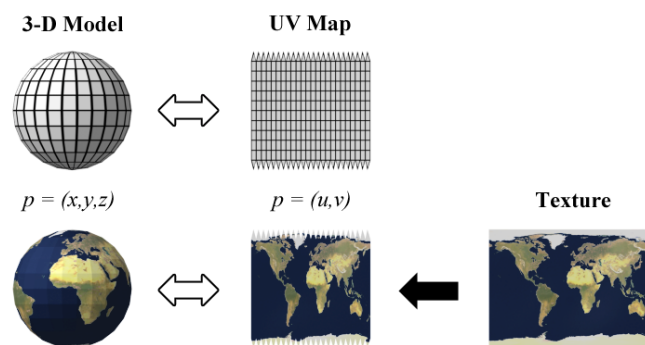 3-D Model
UV Map
p = (x,y,z)
p = (u,v)
Texture